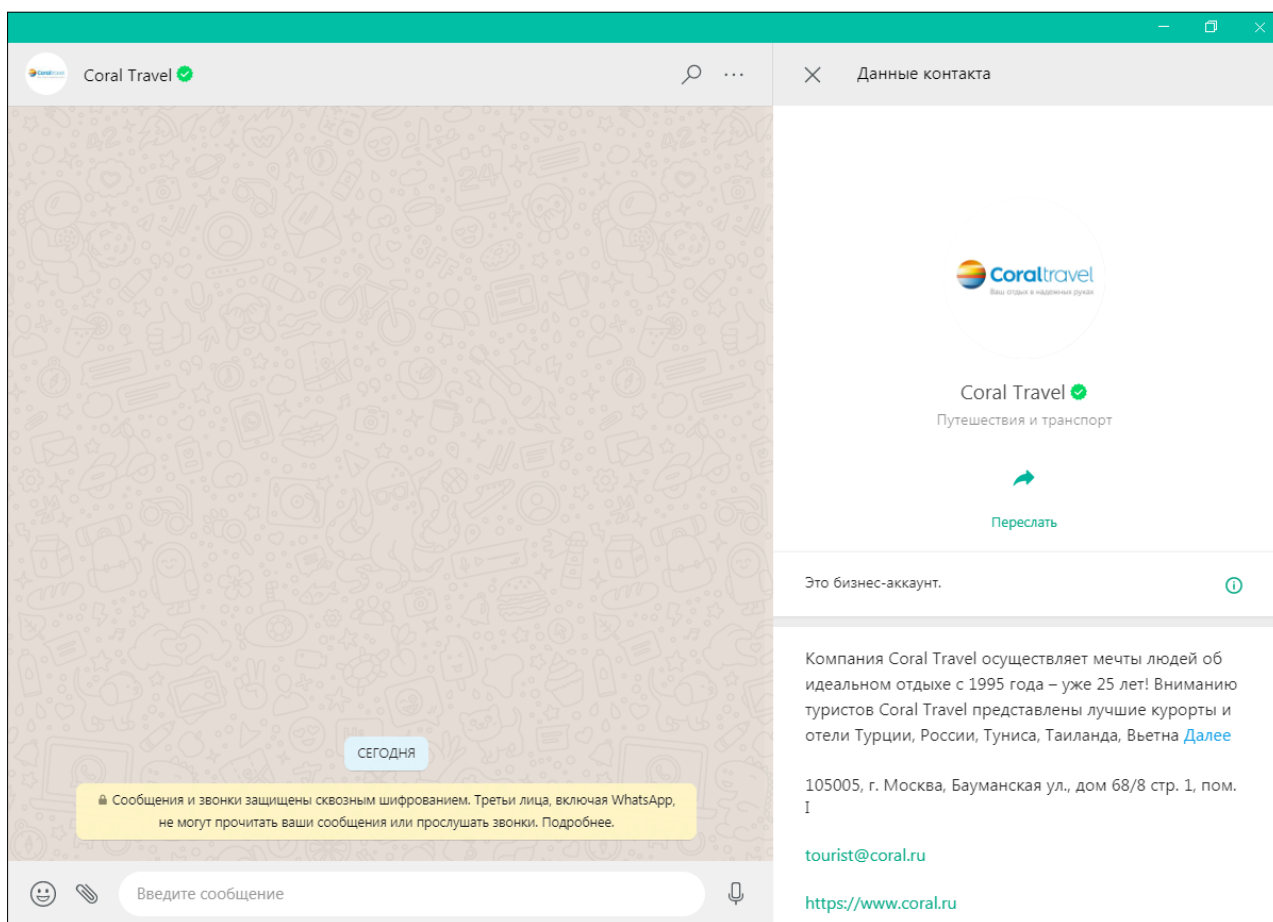 Coral Travel
Данные контакта
Coraltravel
Ваш отдых в надежных руках
Coral Travel
Путешествия и транспорт
Переслать
Это бизнес-аккаунт.
Компания Coral Travel осуществляет мечты людей об
идеальном отдыхе с 1995 года – уже 25 лет! Вниманию
туристов Coral Travel представлены лучшие курорты и
отели Турции, России, Туниса, Таиланда, Вьетна Далее
105005, г. Москва, Бауманская ул., дом 68/8 стр. 1, пом.
I
tourist@coral.ru
https://www.coral.ru
СЕГОДНЯ
Сообщения и звонки защищены сквозным шифрованием. Третьи лица, включая WhatsApp,
не могут прочитать ваши сообщения или прослушать звонки. Подробнее.
Введите сообщение